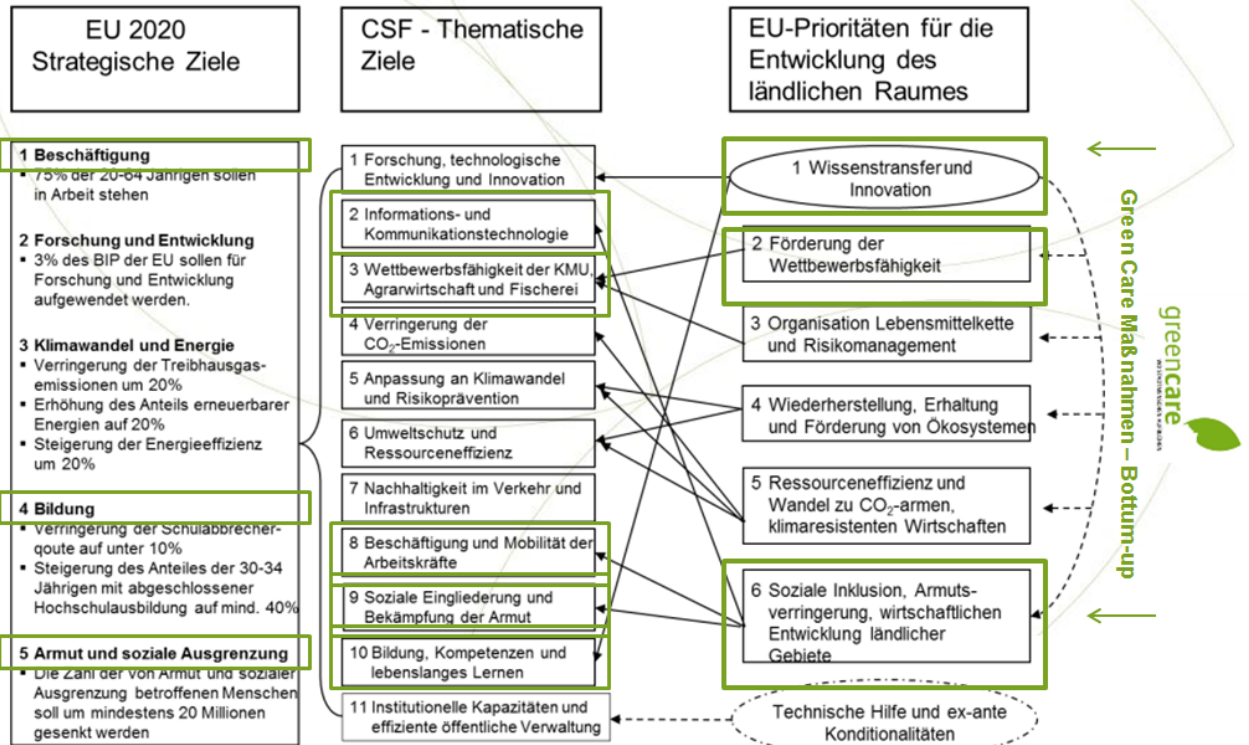 EU 2020
Strategische Ziele
CSF - Thematische
Ziele
EU-Prioritäten für die
Entwicklung des
ländlichen Raumes
1 Beschäftigung
▪ 75% der 20-64 Jährigen sollen
in Arbeit stehen
2 Forschung und Entwicklung
▪ 3% des BIP der EU sollen für
Forschung und Entwicklung
aufgewendet werden.
3 Klimawandel und Energie
▪ Verringerung der Treibhausgas-
emissionen um 20%
▪ Erhöhung des Anteils erneuerbarer
Energien auf 20%
▪ Steigerung der Energieeffizienz
um 20%
4 Bildung
▪ Verringerung der Schulabbrecher-
qoute auf unter 10%
▪ Steigerung des Anteiles der 30-34
Jährigen mit abgeschlossener
Hochschulausbildung auf mind. 40%
5 Armut und soziale Ausgrenzung
▪ Die Zahl der von Armut und sozialer
Ausgrenzung betroffenen Menschen
soll um mindestens 20 Millionen
gesenkt werden
1 Forschung, technologische
Entwicklung und Innovation
2 Informations- und
Kommunikationstechnologie
3 Wettbewerbsfähigkeit der KMU,
Agrarwirtschaft und Fischerei
4 Verringerung der
CO₂-Emissionen
5 Anpassung an Klimawandel
und Risikoprävention
6 Umweltschutz und
Ressourceneffizienz
7 Nachhaltigkeit im Verkehr und
Infrastrukturen
8 Beschäftigung und Mobilität der
Arbeitskräfte
9 Soziale Eingliederung und
Bekämpfung der Armut
10 Bildung, Kompetenzen und
lebenslanges Lernen
11 Institutionelle Kapazitäten und
effiziente öffentliche Verwaltung
1 Wissenstransfer und
Innovation
2 Förderung der
Wettbewerbsfähigkeit
3 Organisation Lebensmittelkette
und Risikomanagement
4 Wiederherstellung, Erhaltung
und Förderung von Ökosystemen
5 Ressourceneffizienz und
Wandel zu CO₂-armen,
klimaresistenten Wirtschaften
6 Soziale Inklusion, Armuts-
verringerung, wirtschaftlichen
Entwicklung ländlicher
Gebiete
Technische Hilfe und ex-ante
Konditionalitäten
Green Care Maßnahmen – Bottum-up
greencare